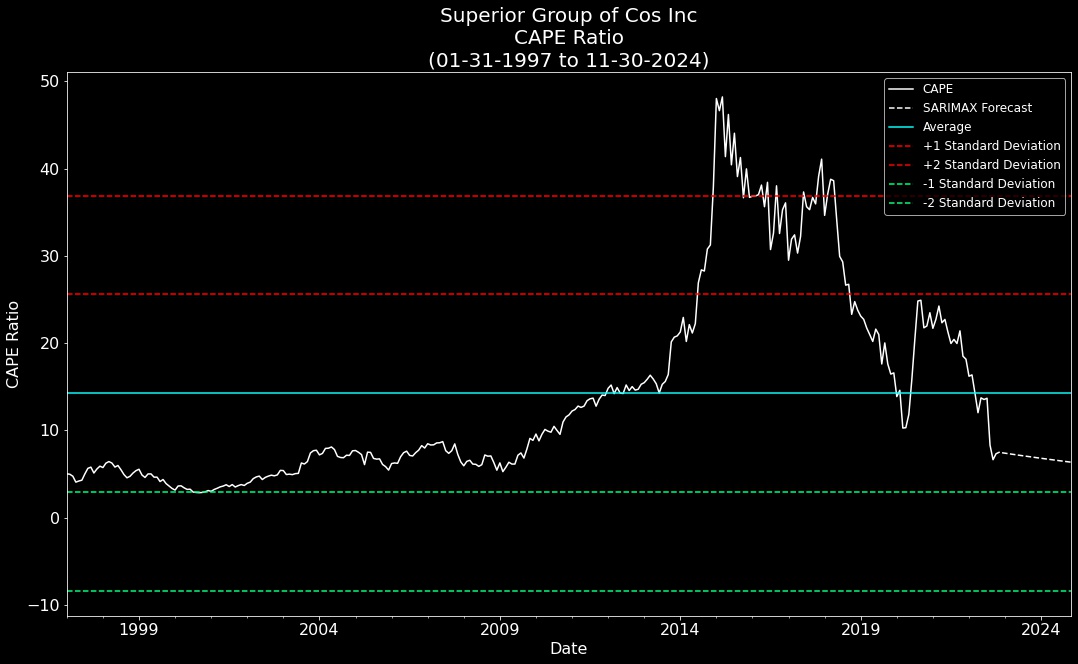 Superior Group of Cos Inc
CAPE Ratio
(01-31-1997 to 11-30-2024)
CAPE
SARIMAX Forecast
Average
+1 Standard Deviation
+2 Standard Deviation
-1 Standard Deviation
-2 Standard Deviation
CAPE Ratio
50
40
30
20
10
0
−10
1999
2004
2009
2014
2019
2024
Date